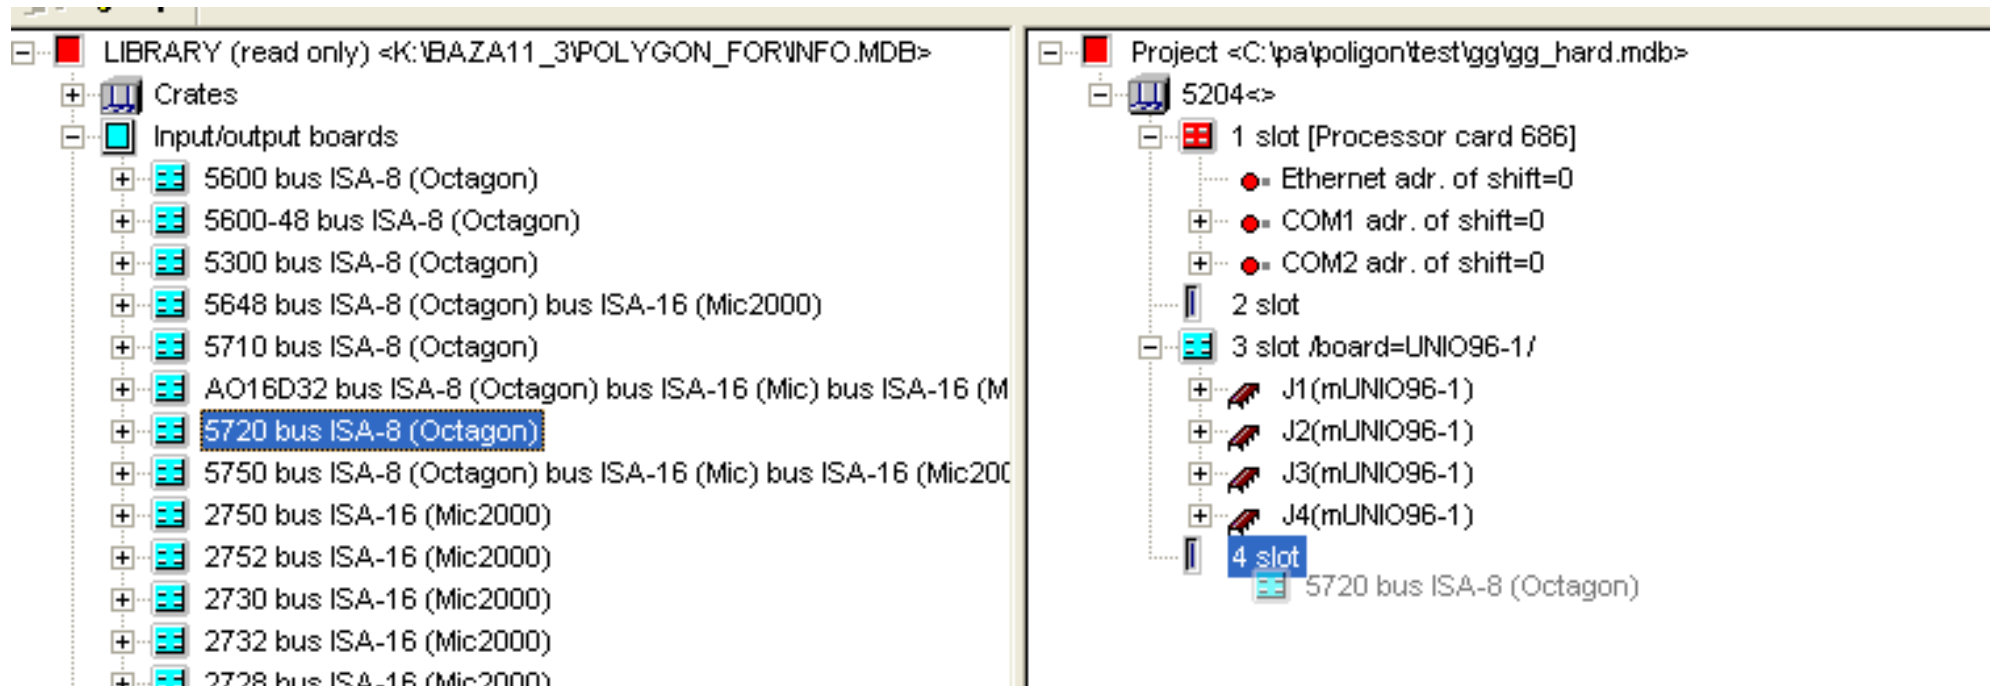 LIBRARY (read only) <K:\BAZA11_3\POLYGON_FOR\INFO.MDB>
Crates
Input/output boards
5600 bus ISA-8 (Octagon)
5600-48 bus ISA-8 (Octagon)
5300 bus ISA-8 (Octagon)
5648 bus ISA-8 (Octagon) bus ISA-16 (Mic2000)
5710 bus ISA-8 (Octagon)
AO16D32 bus ISA-8 (Octagon) bus ISA-16 (Mic) bus ISA-16 (M
5720 bus ISA-8 (Octagon)
5750 bus ISA-8 (Octagon) bus ISA-16 (Mic) bus ISA-16 (Mic200
2750 bus ISA-16 (Mic2000)
2752 bus ISA-16 (Mic2000)
2730 bus ISA-16 (Mic2000)
2732 bus ISA-16 (Mic2000)
2728 bus ISA-16 (Mic2000)
Project <C:\pa\poligon\test\gg\gg_hard.mdb>
5204<>
1 slot [Processor card 686]
Ethernet adr. of shift=0
COM1 adr. of shift=0
COM2 adr. of shift=0
2 slot
3 slot /board=UNIO96-1/
J1(mUNIO96-1)
J2(mUNIO96-1)
J3(mUNIO96-1)
J4(mUNIO96-1)
4 slot
5720 bus ISA-8 (Octagon)